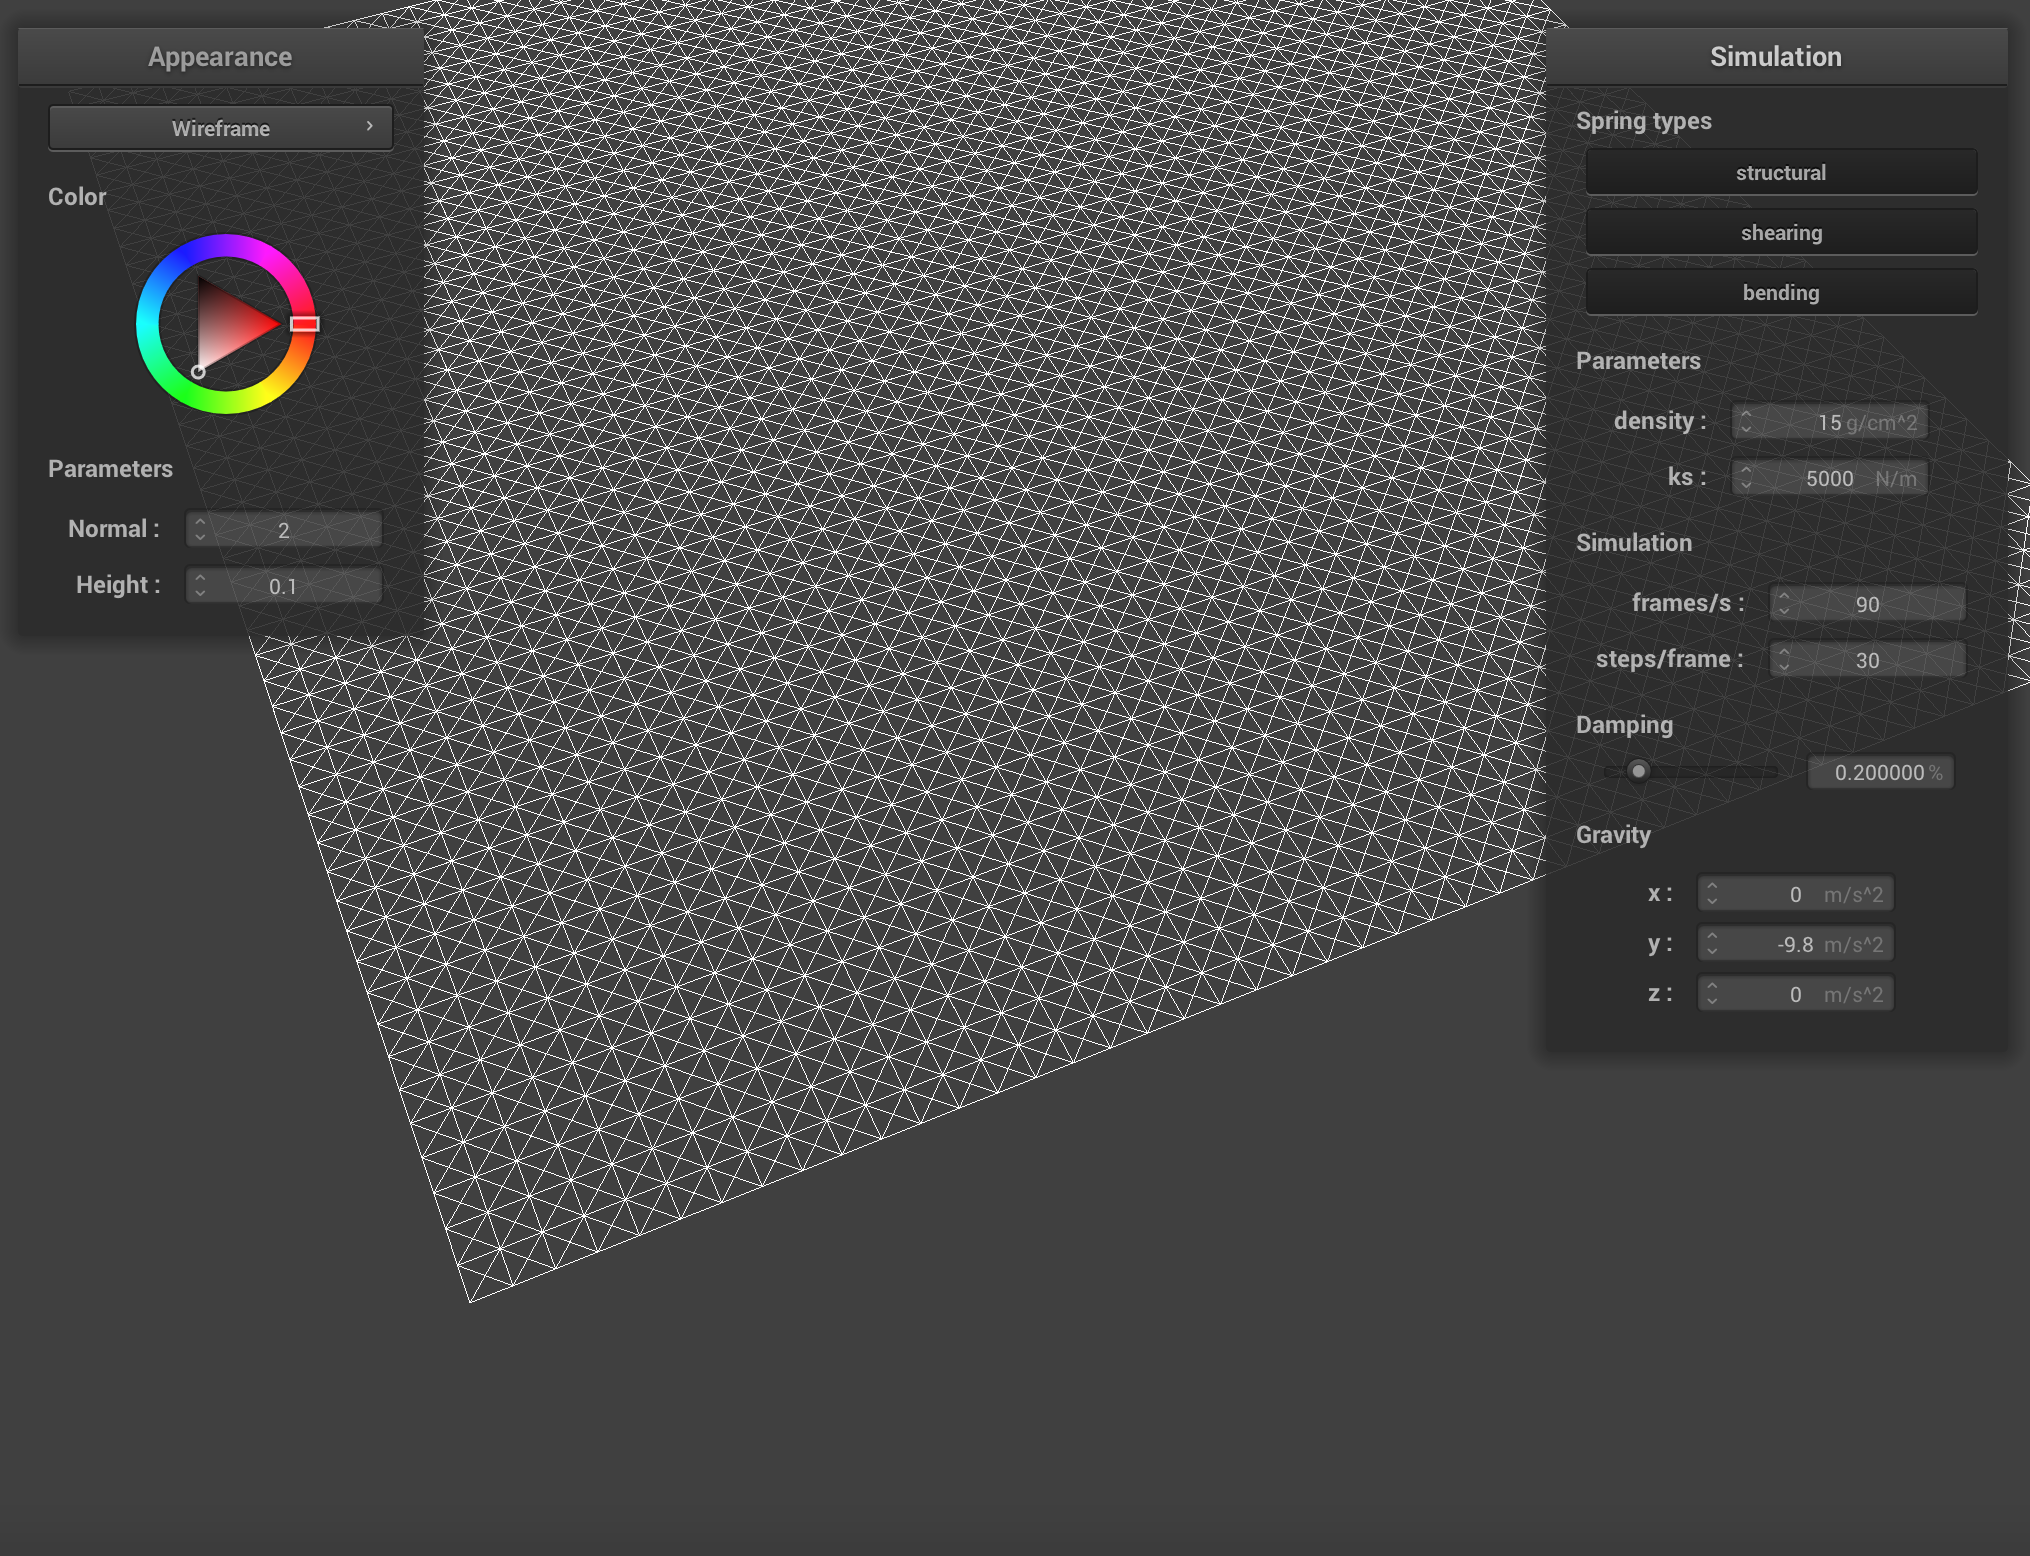 Appearance
Wireframe
Color
Parameters
Normal : 2
Height : 0.1
Simulation
Spring types
structural
shearing
bending
Parameters
density : 15 g/cm^2
ks : 5000 N/m
Simulation
frames/s : 90
steps/frame : 30
Damping
0.200000 %
Gravity
x : 0 m/s^2
y : -9.8 m/s^2
z : 0 m/s^2